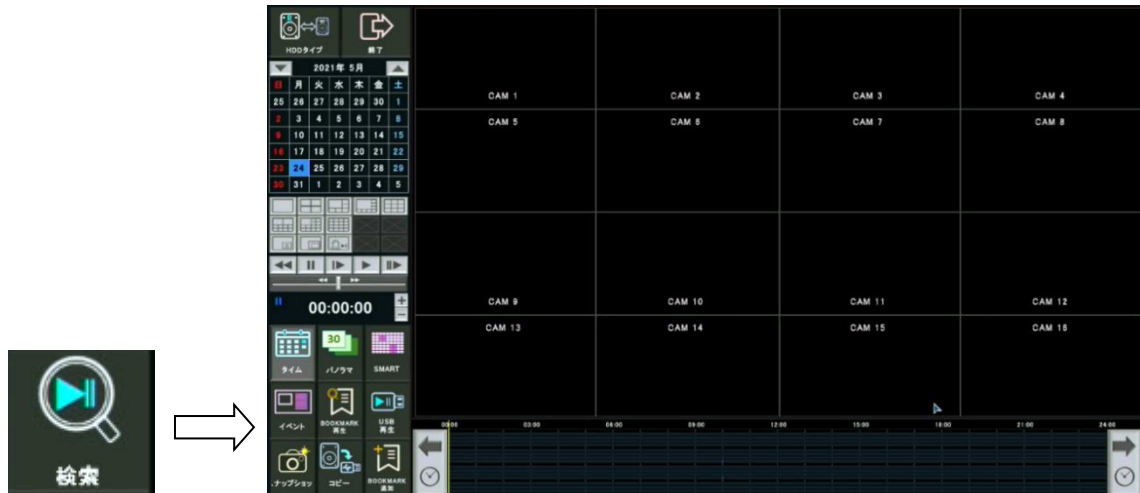 検索
HDDタイプ 終了
2021年 5月
日 月 火 水 木 金 土
25 26 27 28 29 30 1
2 3 4 5 6 7 8
9 10 11 12 13 14 15
16 17 18 19 20 21 22
23 24 25 26 27 28 29
30 31 1 2 3 4 5
00:00:00
30
タイム パノラマ SMART
イベント BOOKMARK 再生 USB 再生
ナップショッ コピー BOOKMARK 追加
CAM 1 CAM 2 CAM 3 CAM 4
CAM 5 CAM 6 CAM 7 CAM 8
CAM 9 CAM 10 CAM 11 CAM 12
CAM 13 CAM 14 CAM 15 CAM 16
00:00 03:00 06:00 09:00 12:00 15:00 18:00 21:00 24:00